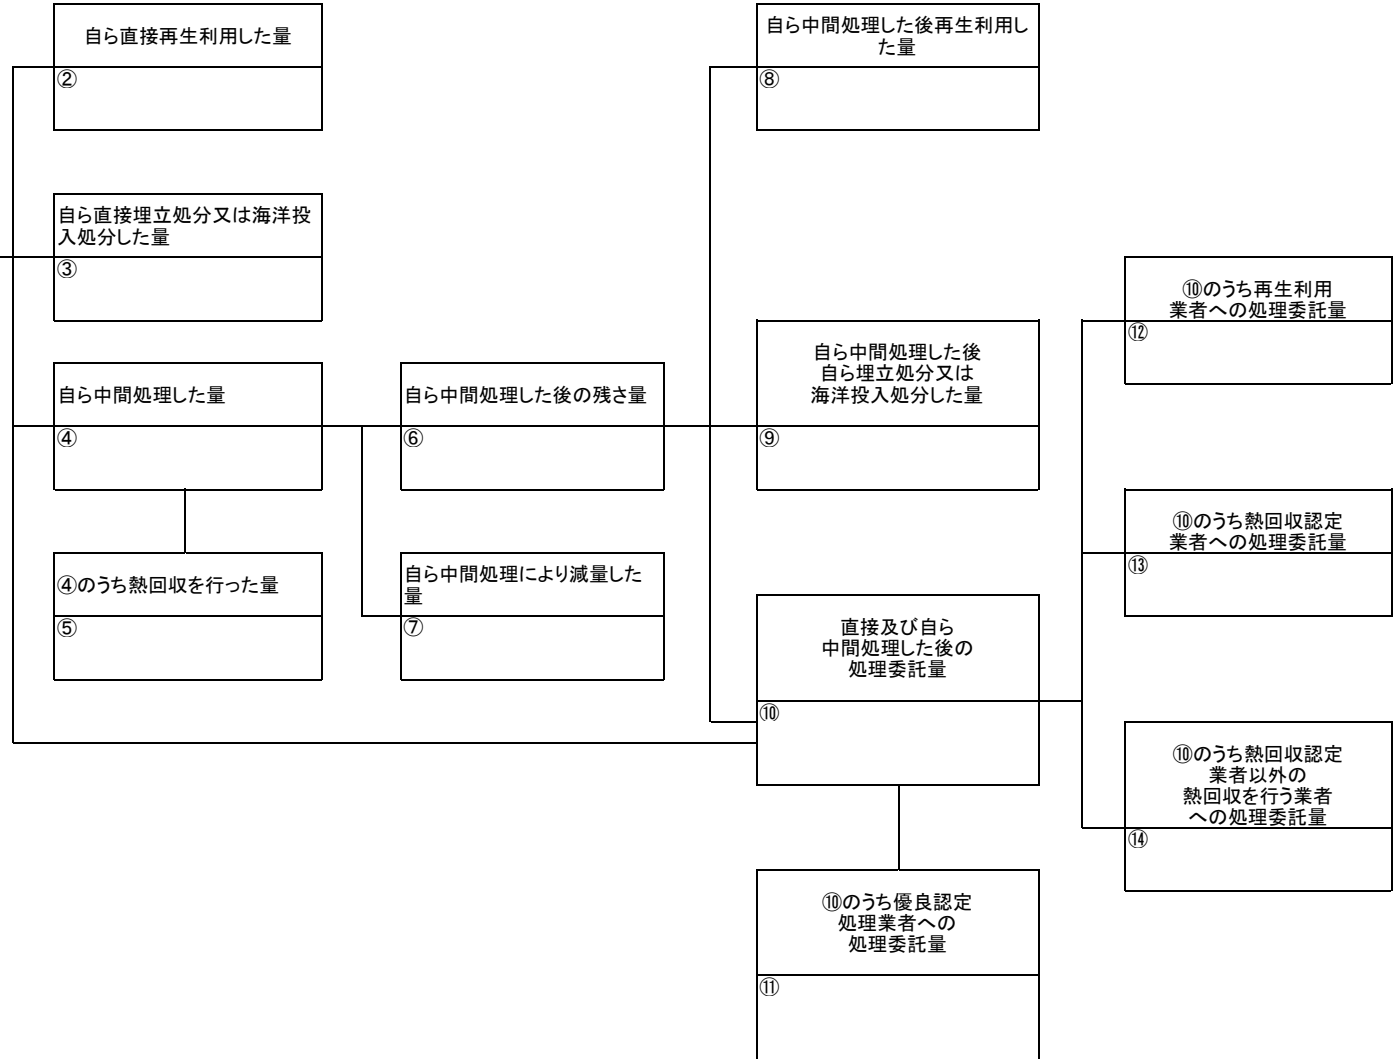 自ら直接再生利用した量
②
自ら直接埋立処分又は海洋投
入処分した量
③
自ら中間処理した量
④
④のうち熱回収を行った量
⑤
自ら中間処理した後の残さ量
⑥
自ら中間処理により減量した
量
⑦
自ら中間処理した後再生利用し
た量
⑧
自ら中間処理した後
自ら埋立処分又は
海洋投入処分した量
⑨
直接及び自ら
中間処理した後の
処理委託量
⑩
⑩のうち優良認定
処理業者への
処理委託量
⑪
⑩のうち再生利用
業者への処理委託量
⑫
⑩のうち熱回収認定
業者への処理委託量
⑬
⑩のうち熱回収認定
業者以外の
熱回収を行う業者
への処理委託量
⑭